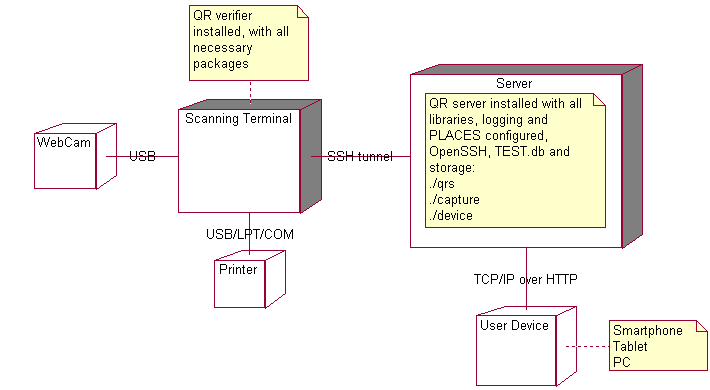 QR verifier
installed, with all
necessary
packages
Scanning Terminal
WebCam
USB
SSH tunnel
USB/LPT/COM
Printer
Server
QR server installed with all
libraries, logging and
PLACES configured,
OpenSSH, TEST.db and
storage:
./qrs
./capture
./device
TCP/IP over HTTP
User Device
Smartphone
Tablet
PC